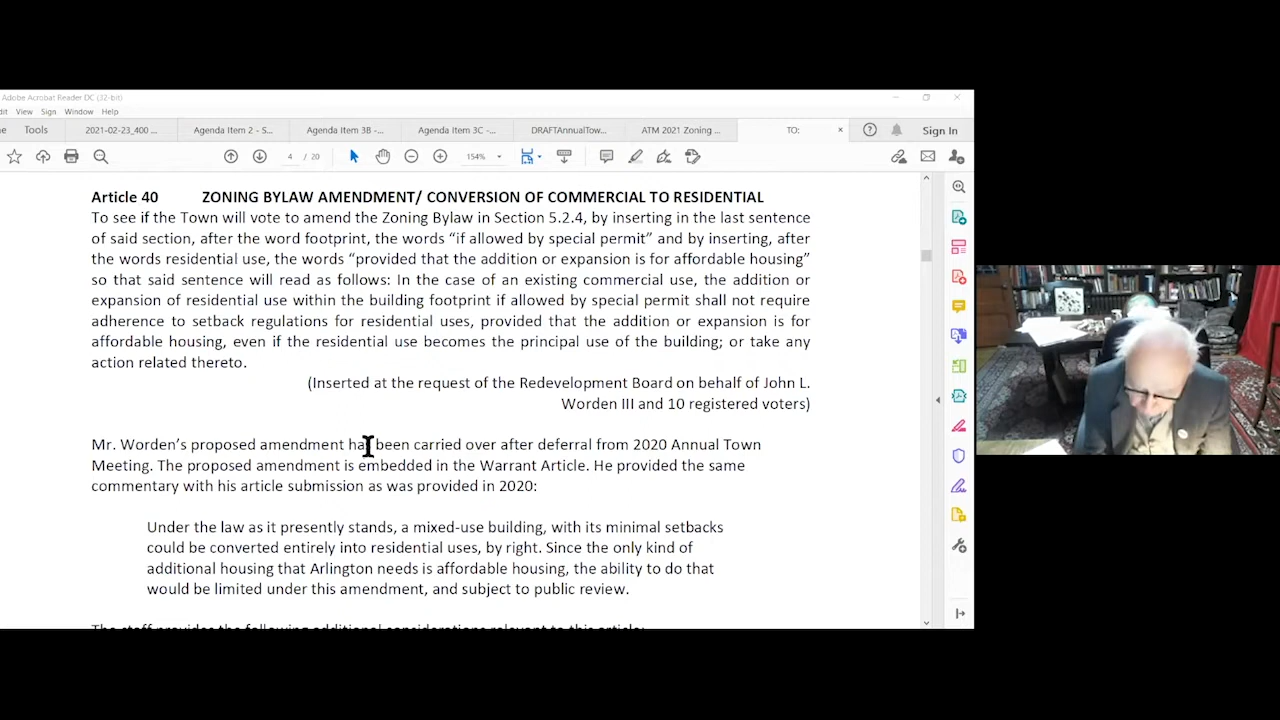 Adobe Acrobat Reader DC (32-bit)
View Sign Window Help
Tools 2021-02-23_400 ... Agenda Item 2 - S... Agenda Item 3B -... Agenda Item 3C -... DRAFTAnnualTow... ATM 2021 Zoning ... TO: × Sign In
4 / 20 154%
Article 40 ZONING BYLAW AMENDMENT/ CONVERSION OF COMMERCIAL TO RESIDENTIAL
To see if the Town will vote to amend the Zoning Bylaw in Section 5.2.4, by inserting in the last sentence
of said section, after the word footprint, the words “if allowed by special permit” and by inserting, after
the words residential use, the words “provided that the addition or expansion is for affordable housing”
so that said sentence will read as follows: In the case of an existing commercial use, the addition or
expansion of residential use within the building footprint if allowed by special permit shall not require
adherence to setback regulations for residential uses, provided that the addition or expansion is for
affordable housing, even if the residential use becomes the principal use of the building; or take any
action related thereto.
(Inserted at the request of the Redevelopment Board on behalf of John L.
Worden III and 10 registered voters)
Mr. Worden’s proposed amendment has been carried over after deferral from 2020 Annual Town
Meeting. The proposed amendment is embedded in the Warrant Article. He provided the same
commentary with his article submission as was provided in 2020:
Under the law as it presently stands, a mixed-use building, with its minimal setbacks
could be converted entirely into residential uses, by right. Since the only kind of
additional housing that Arlington needs is affordable housing, the ability to do that
would be limited under this amendment, and subject to public review.
The staff provides the following additional considerations relevant to this article: